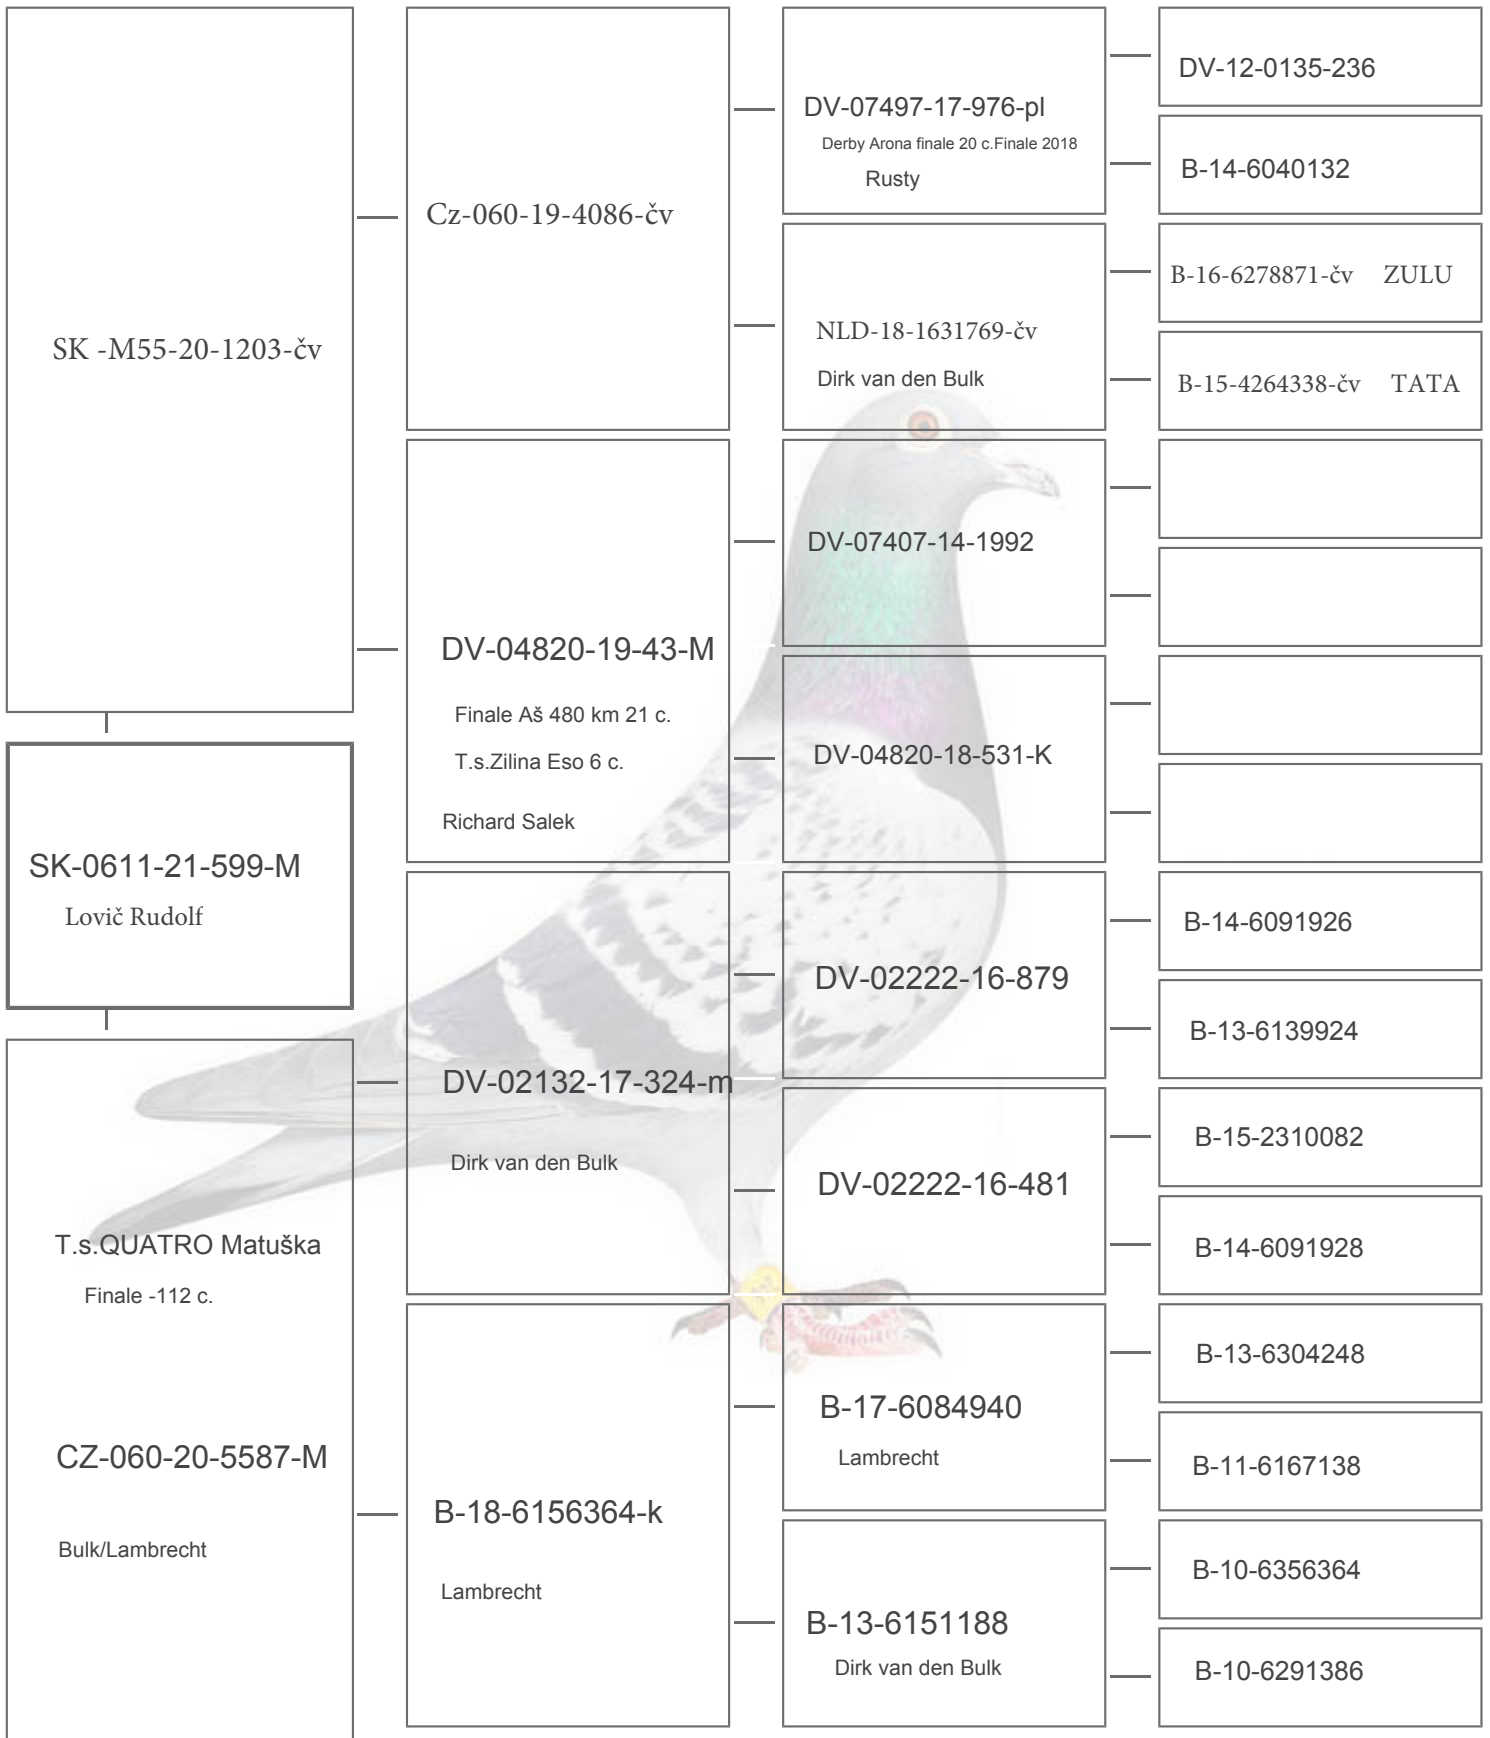 SK -M55-20-1203-čv
SK-0611-21-599-M
Lovič Rudolf
T.s.QUATRO Matuška
Finale -112 c.
CZ-060-20-5587-M
Bulk/Lambrecht
Cz-060-19-4086-čv
DV-04820-19-43-M
Finale Aš 480 km 21 c.
T.s.Zilina Eso 6 c.
Richard Salek
DV-02132-17-324-m
Dirk van den Bulk
B-18-6156364-k
Lambrecht
DV-07497-17-976-pl
Derby Arona finale 20 c.Finale 2018
Rusty
NLD-18-1631769-čv
Dirk van den Bulk
DV-07407-14-1992
DV-04820-18-531-K
DV-02222-16-879
DV-02222-16-481
B-17-6084940
Lambrecht
B-13-6151188
Dirk van den Bulk
DV-12-0135-236
B-14-6040132
B-16-6278871-čv ZULU
B-15-4264338-čv TATA
B-14-6091926
B-13-6139924
B-15-2310082
B-14-6091928
B-13-6304248
B-11-6167138
B-10-6356364
B-10-6291386